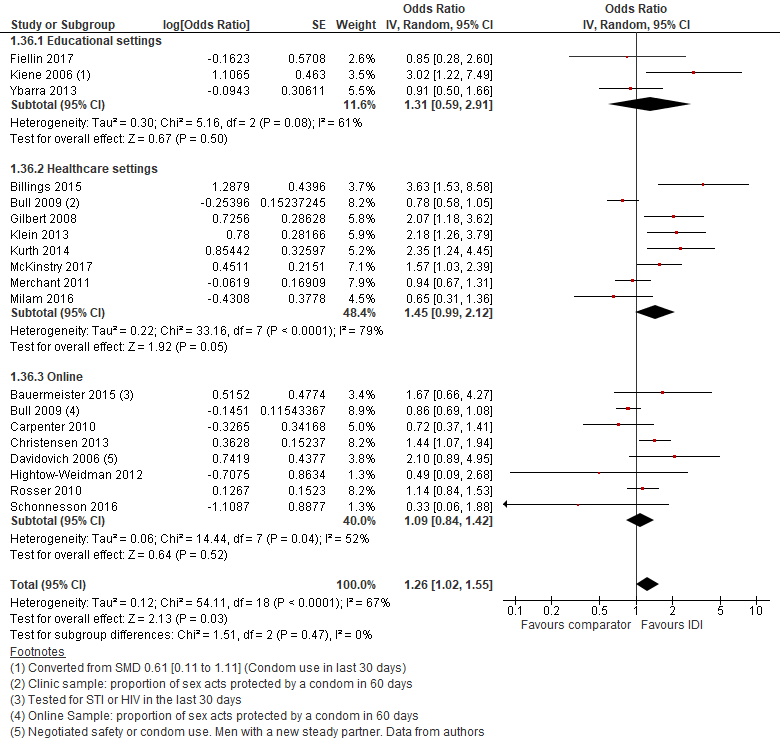 Odds Ratio Odds Ratio
Study or Subgroup log[Odds Ratio] SE Weight IV, Random, 95% CI IV, Random, 95% CI
1.36.1 Educational settings
Fiellin 2017 -0.1623 0.5708 2.6% 0.85 [0.28, 2.60]
Kiene 2006 (1) 1.1065 0.463 3.6% 3.02 [1.22, 7.49]
Ybarra 2013 -0.0943 0.30611 5.5% 0.91 [0.50, 1.66]
Subtotal (95% CI) 11.6% 1.31 [0.59, 2.91]
Heterogeneity: Tau² = 0.30; Chi² = 5.16, df = 2 (P = 0.08); I² = 61%
Test for overall effect: Z = 0.67 (P = 0.50)
1.36.2 Healthcare settings
Billings 2015 1.2879 0.4396 3.7% 3.63 [1.53, 8.58]
Bull 2009 (2) -0.25396 0.15237245 8.2% 0.78 [0.58, 1.05]
Gilbert 2008 0.7256 0.28628 5.8% 2.07 [1.18, 3.62]
Klein 2013 0.78 0.28166 5.9% 2.18 [1.26, 3.79]
Kurth 2014 0.85442 0.32597 5.2% 2.35 [1.24, 4.45]
McKinstry 2017 0.4511 0.2151 7.1% 1.57 [1.03, 2.39]
Merchant 2011 -0.0619 0.16909 7.9% 0.94 [0.67, 1.31]
Milam 2016 -0.4308 0.3778 4.5% 0.65 [0.31, 1.36]
Subtotal (95% CI) 48.4% 1.45 [0.99, 2.12]
Heterogeneity: Tau² = 0.22; Chi² = 33.16, df = 7 (P < 0.0001); I² = 79%
Test for overall effect: Z = 1.92 (P = 0.05)
1.36.3 Online
Bauermeister 2015 (3) 0.5152 0.4774 3.4% 1.67 [0.66, 4.27]
Bull 2009 (4) -0.1451 0.11543367 8.9% 0.86 [0.69, 1.08]
Carpenter 2010 -0.3265 0.34168 5.0% 0.72 [0.37, 1.41]
Christensen 2013 0.3628 0.15237 8.2% 1.44 [1.07, 1.94]
Davidovich 2006 (5) 0.7419 0.4377 3.8% 2.10 [0.89, 4.95]
Hightow-Weidman 2012 -0.7075 0.8634 1.3% 0.49 [0.09, 2.68]
Rosser 2010 0.1267 0.1523 8.2% 1.14 [0.84, 1.53]
Schonnesson 2016 -1.1087 0.8877 1.3% 0.33 [0.06, 1.88]
Subtotal (95% CI) 40.0% 1.09 [0.84, 1.42]
Heterogeneity: Tau² = 0.06; Chi² = 14.44, df = 7 (P = 0.04); I² = 52%
Test for overall effect: Z = 0.64 (P = 0.52)
Total (95% CI) 100.0% 1.26 [1.02, 1.55]
Heterogeneity: Tau² = 0.12; Chi² = 54.11, df = 18 (P < 0.0001); I² = 67%
Test for overall effect: Z = 2.13 (P = 0.03)
Test for subgroup differences: Chi² = 1.51, df = 2 (P = 0.47), I² = 0%
0.1 0.2 0.5 1 2 5 10
Favours comparator Favours IDI
Footnotes
(1) Converted from SMD 0.61 [0.11 to 1.11] (Condom use in last 30 days)
(2) Clinic sample: proportion of sex acts protected by a condom in 60 days
(3) Tested for STI or HIV in the last 30 days
(4) Online Sample: proportion of sex acts protected by a condom in 60 days
(5) Negotiated safety or condom use. Men with a new steady partner. Data from authors